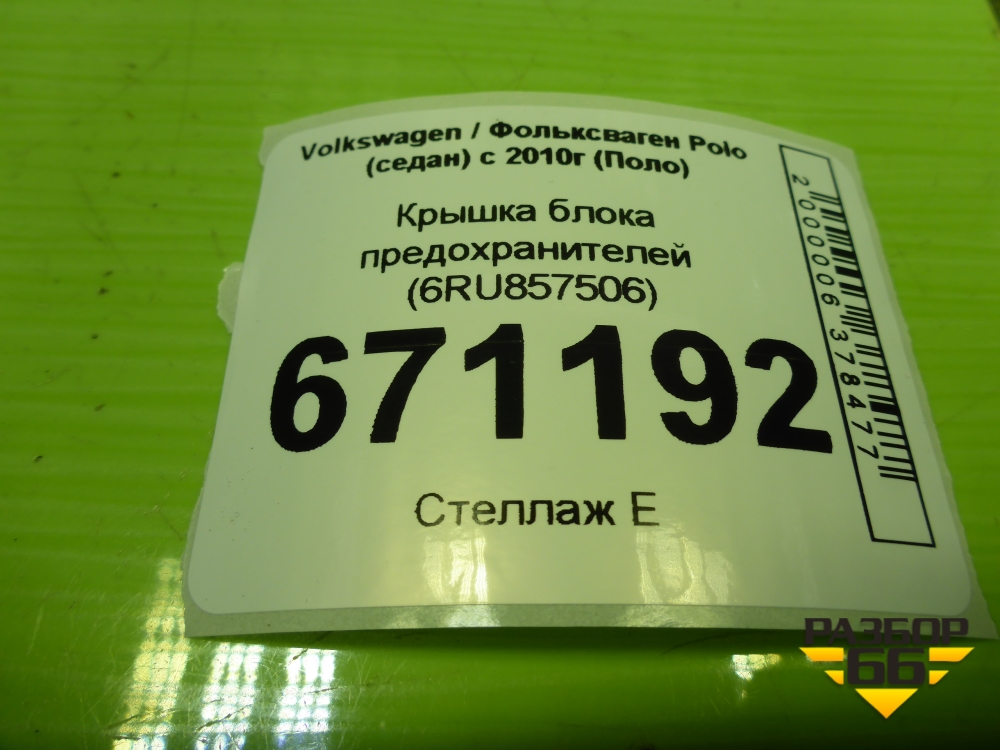 Volkswagen / Фольксваген Polo
(седан) с 2010г (Поло)
Крышка блока
предохранителей
(6RU857506)
671192
Стеллаж Е
2000006378477
РАЗБОР
66